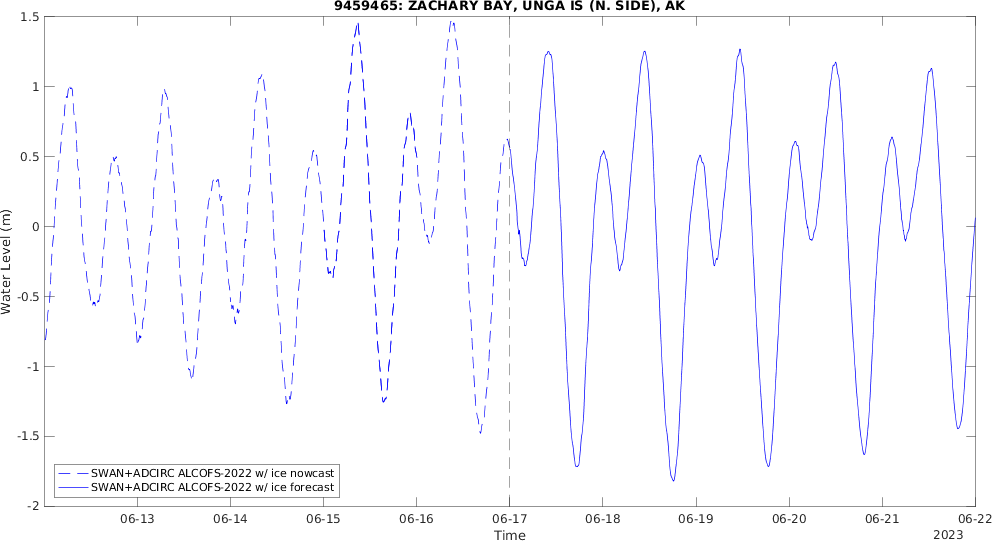 9459465: ZACHARY BAY, UNGA IS (N. SIDE), AK
1.5
1
0.5
0
-0.5
-1
-1.5
-2
Water Level (m)
SWAN+ADCIRC ALCOFS-2022 w/ ice nowcast
SWAN+ADCIRC ALCOFS-2022 w/ ice forecast
06-13 06-14 06-15 06-16 06-17 06-18 06-19 06-20 06-21 06-22
Time
2023